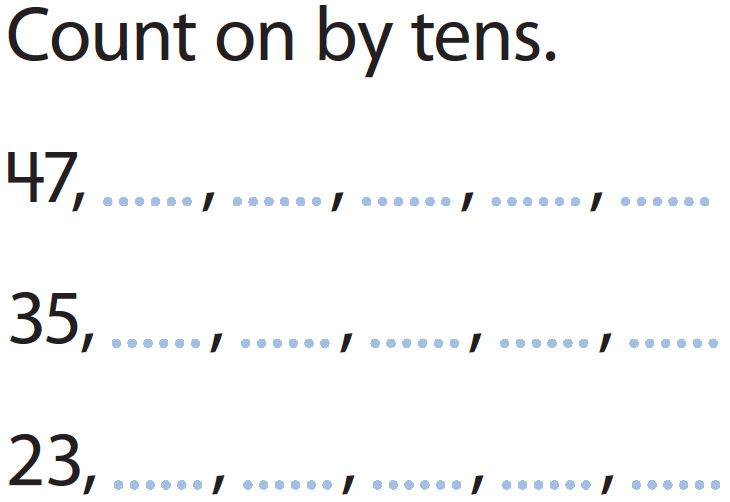 Count on by tens.
47, ......, ......, ......, ......, ......
35, ......, ......, ......, ......, ......
23, ......, ......, ......, ......, ......